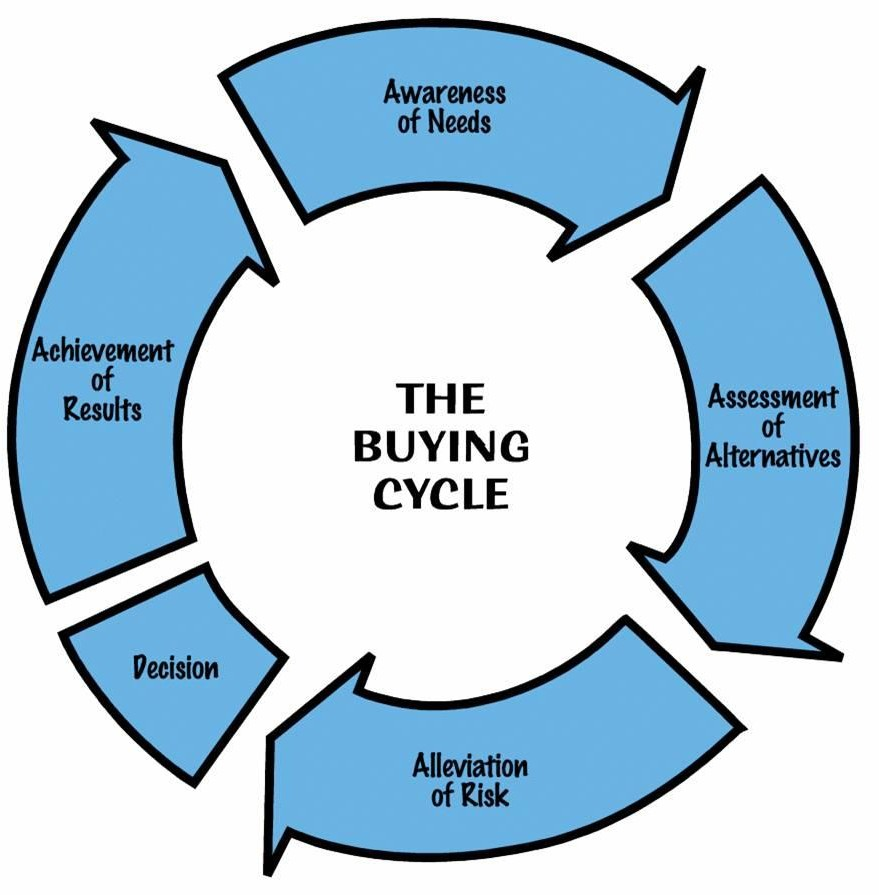 Awareness
of Needs
Assessment
of
Alternatives
Alleviation
of Risk
Decision
Achievement
of
Results
THE
BUYING
CYCLE